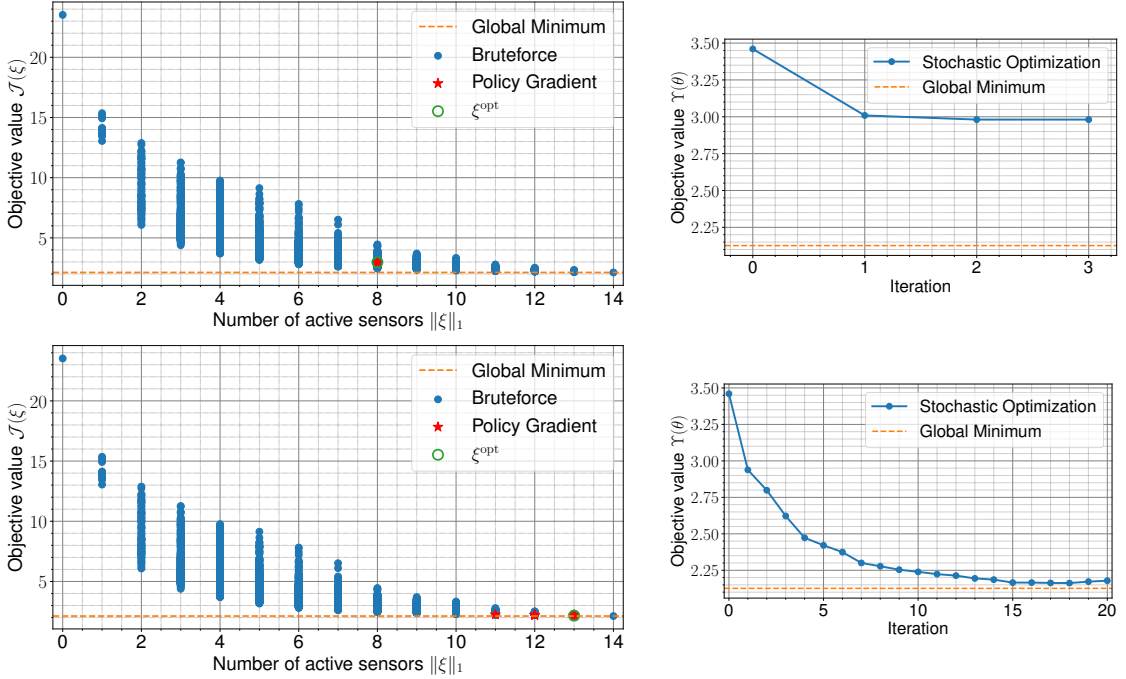 Objective value 𝒥(ξ)
20
15
10
5
Global Minimum
Bruteforce
Policy Gradient
ξ^opt
0 2 4 6 8 10 12 14
Number of active sensors ‖ξ‖₁
Objective value Υ(θ)
3.50
3.25
3.00
2.75
2.50
2.25
Stochastic Optimization
Global Minimum
0 1 2 3
Iteration
Objective value 𝒥(ξ)
20
15
10
5
Global Minimum
Bruteforce
Policy Gradient
ξ^opt
0 2 4 6 8 10 12 14
Number of active sensors ‖ξ‖₁
Objective value Υ(θ)
3.50
3.25
3.00
2.75
2.50
2.25
Stochastic Optimization
Global Minimum
0 5 10 15 20
Iteration